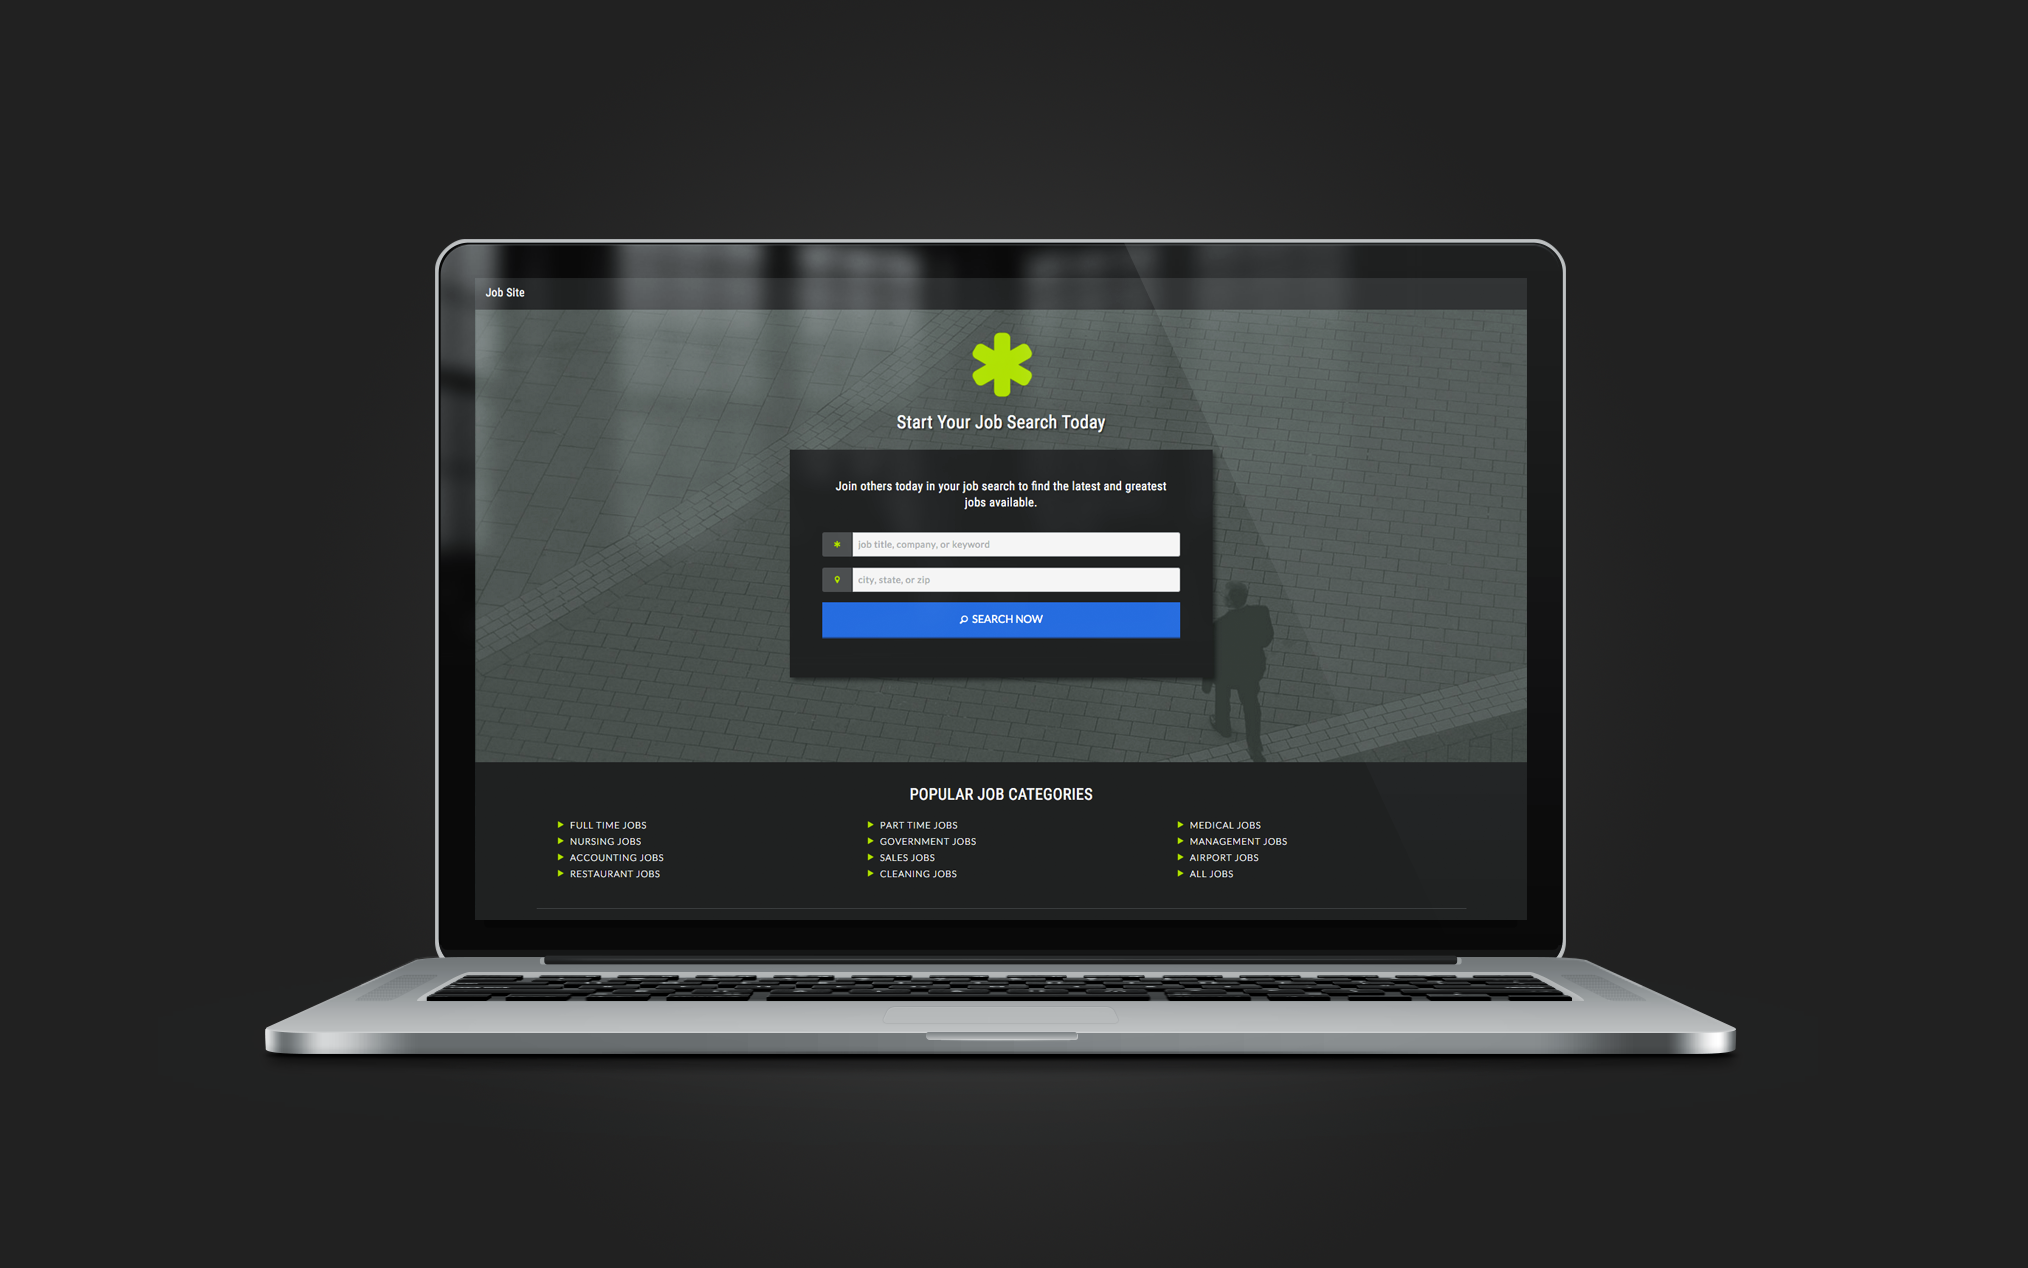 Job Site
Start Your Job Search Today
Join others today in your job search to find the latest and greatest
jobs available.
job title, company, or keyword
city, state, or zip
SEARCH NOW
POPULAR JOB CATEGORIES
FULL TIME JOBS
NURSING JOBS
ACCOUNTING JOBS
RESTAURANT JOBS
PART TIME JOBS
GOVERNMENT JOBS
SALES JOBS
CLEANING JOBS
MEDICAL JOBS
MANAGEMENT JOBS
AIRPORT JOBS
ALL JOBS